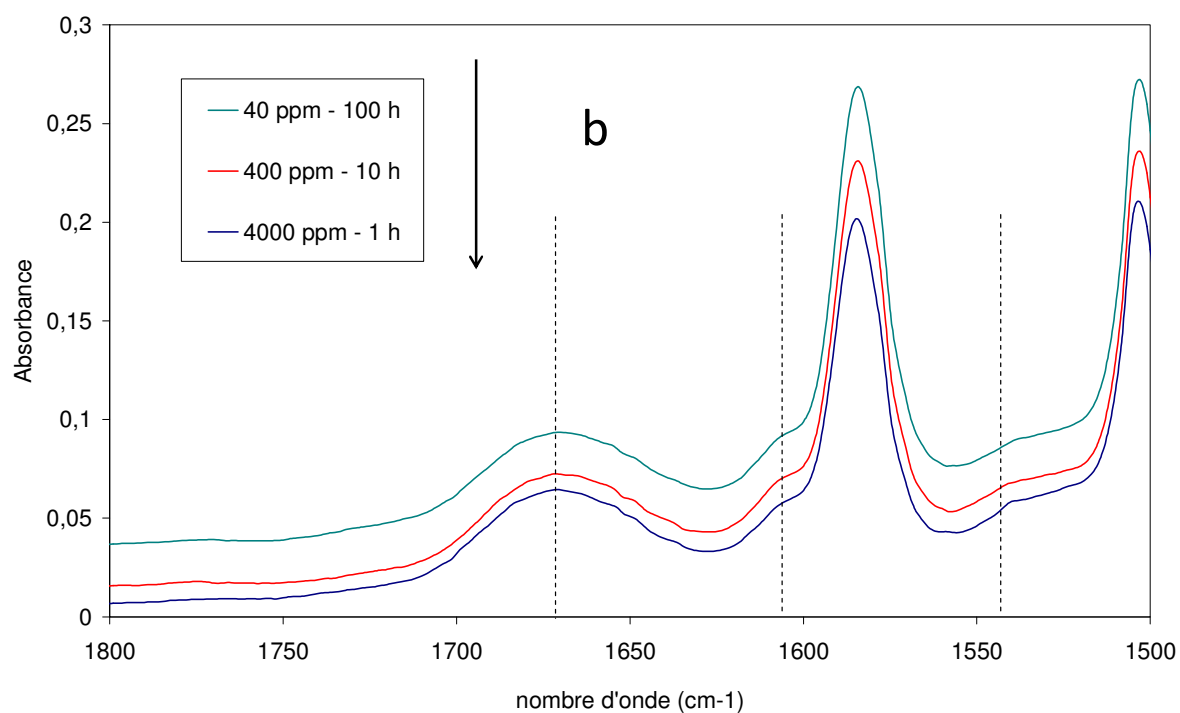 0,3
0,25
0,2
0,15
0,1
0,05
0
Absorbance
40 ppm - 100 h
400 ppm - 10 h
4000 ppm - 1 h
b
1800 1750 1700 1650 1600 1550 1500
nombre d'onde (cm-1)